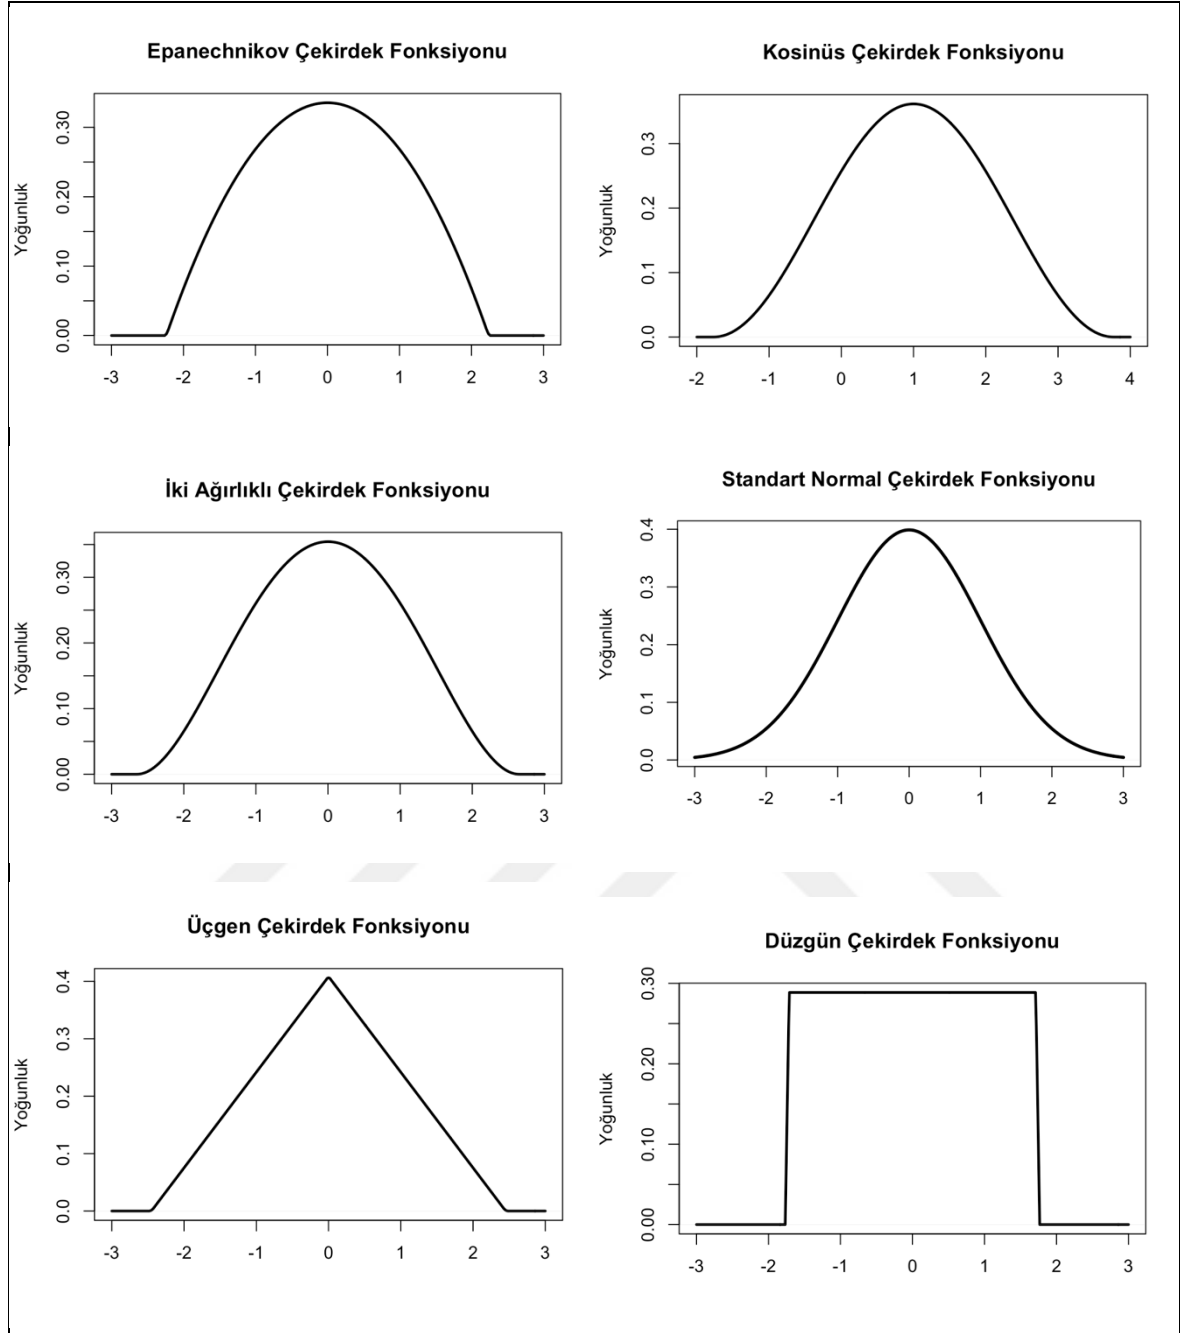 Epanechnikov Çekirdek Fonksiyonu
Yoğunluk
0.00 0.10 0.20 0.30
-3 -2 -1 0 1 2 3
Kosinüs Çekirdek Fonksiyonu
Yoğunluk
0.0 0.1 0.2 0.3
-2 -1 0 1 2 3 4
İki Ağırlıklı Çekirdek Fonksiyonu
Yoğunluk
0.00 0.10 0.20 0.30
-3 -2 -1 0 1 2 3
Standart Normal Çekirdek Fonksiyonu
Yoğunluk
0.0 0.1 0.2 0.3 0.4
-3 -2 -1 0 1 2 3
Üçgen Çekirdek Fonksiyonu
Yoğunluk
0.0 0.1 0.2 0.3 0.4
-3 -2 -1 0 1 2 3
Düzgün Çekirdek Fonksiyonu
Yoğunluk
0.00 0.10 0.20 0.30
-3 -2 -1 0 1 2 3